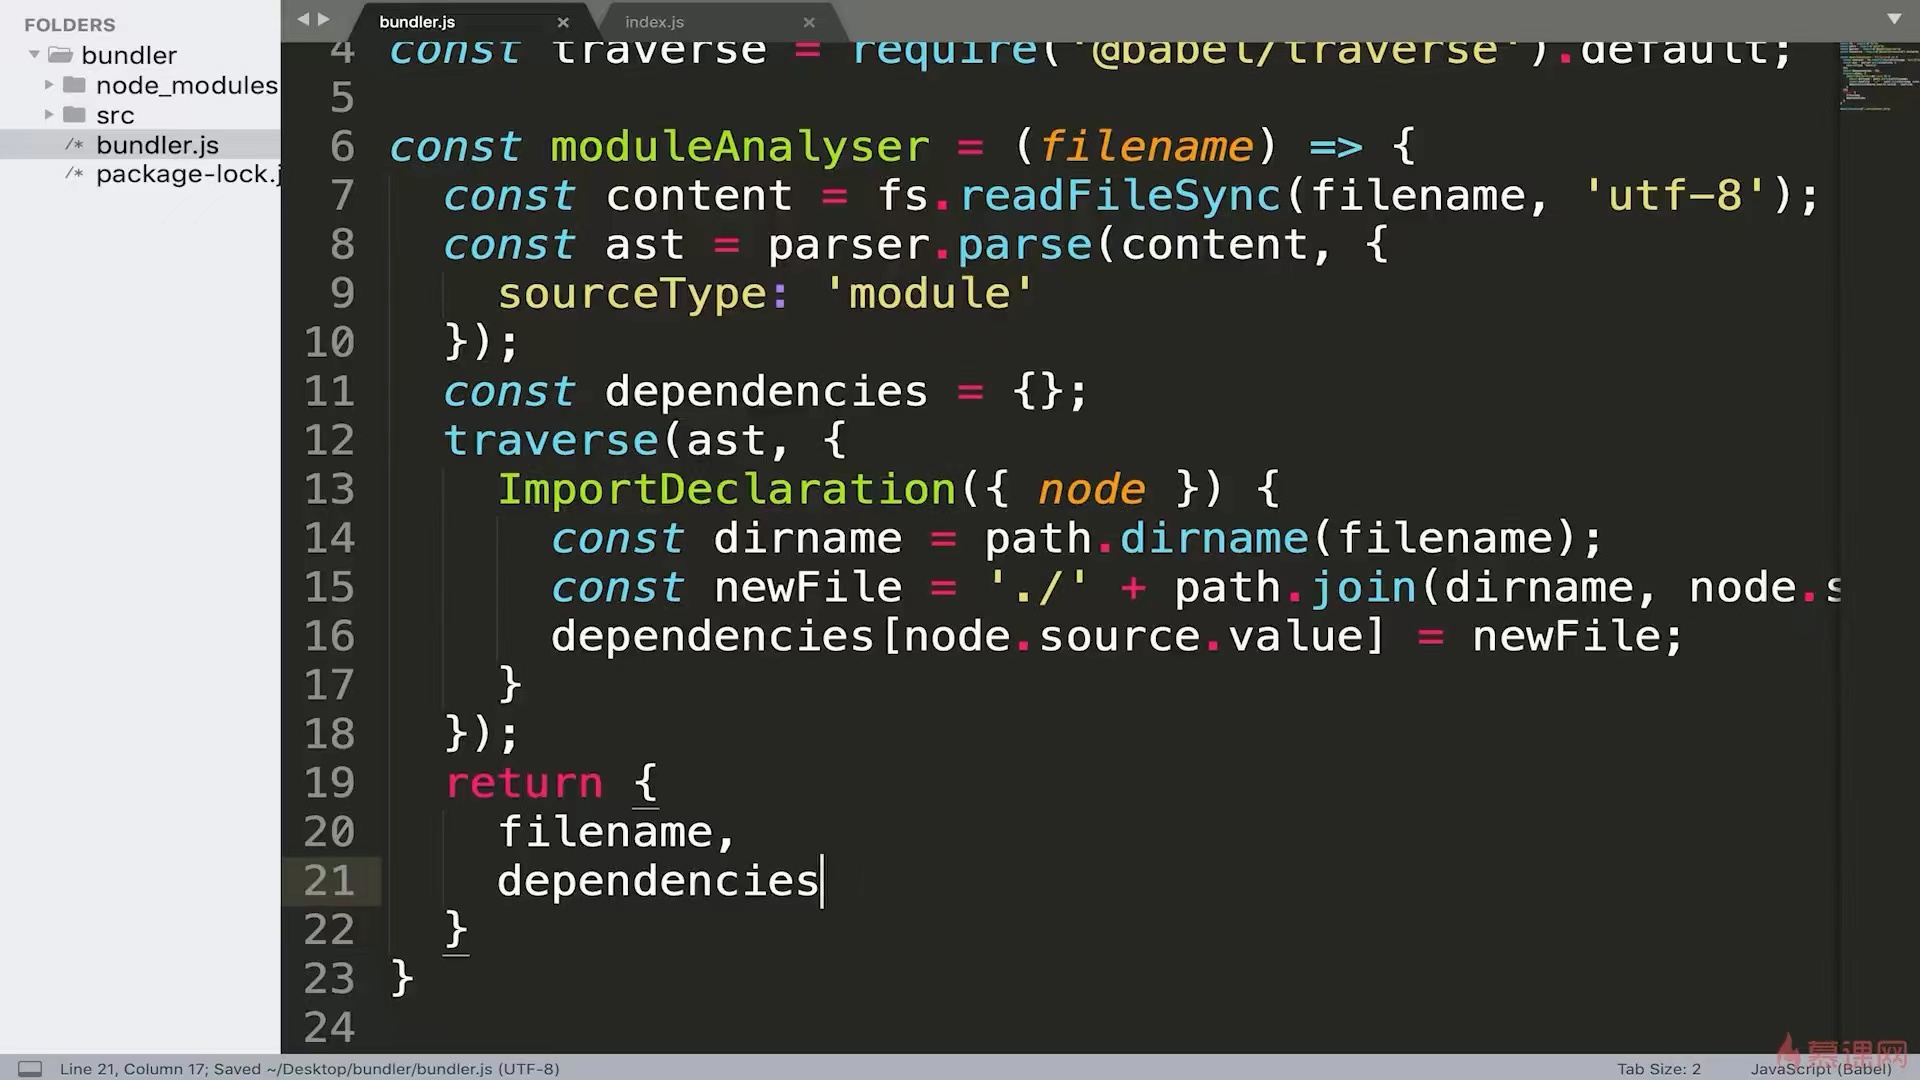 FOLDERS
bundler
node_modules
src
/* bundler.js
/* package-lock.j
bundler.js
index.js
4 const traverse = require('@babel/traverse').default;
5
6 const moduleAnalyser = (filename) => {
7 const content = fs.readFileSync(filename, 'utf-8');
8 const ast = parser.parse(content, {
9 sourceType: 'module'
10 });
11 const dependencies = {};
12 traverse(ast, {
13 ImportDeclaration({ node }) {
14 const dirname = path.dirname(filename);
15 const newFile = './' + path.join(dirname, node.s
16 dependencies[node.source.value] = newFile;
17 }
18 });
19 return {
20 filename,
21 dependencies
22 }
23 }
24
Line 21, Column 17; Saved ~/Desktop/bundler/bundler.js (UTF-8)
Tab Size: 2
JavaScript (Babel)
慕课网